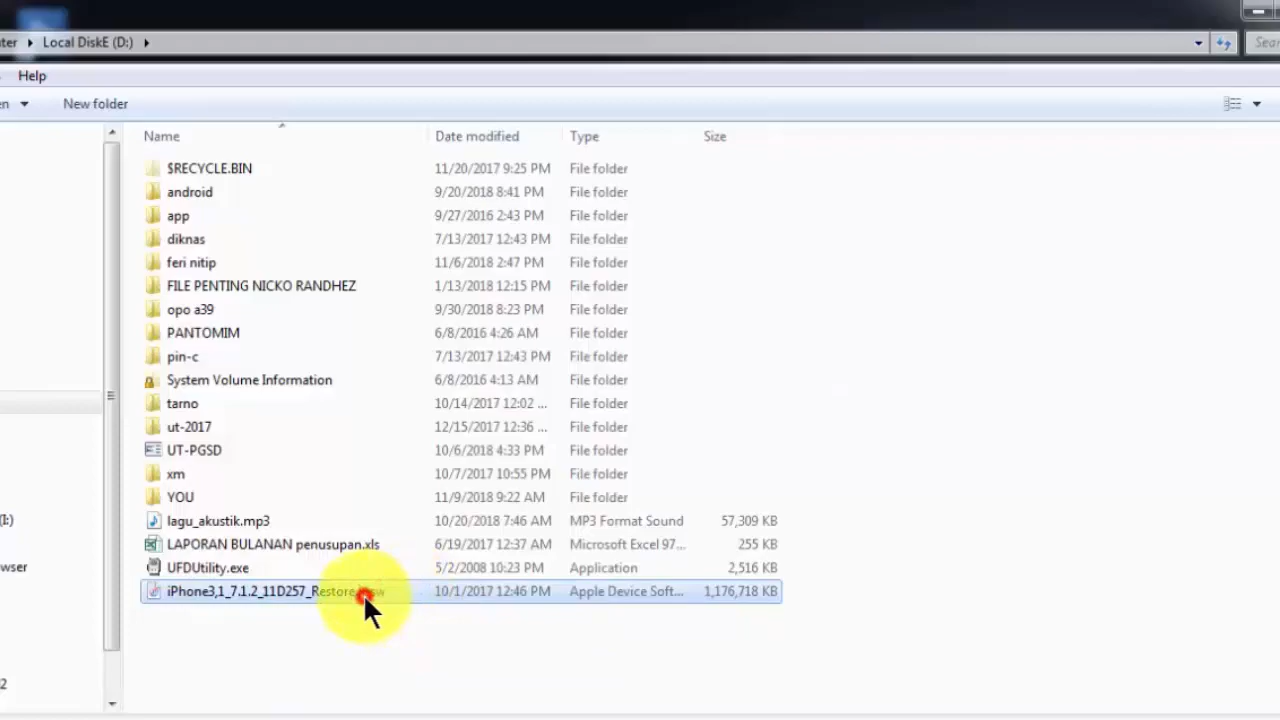 ter ▸ Local DiskE (D:) ▸
Sear
Help
en New folder
Name Date modified Type Size
$RECYCLE.BIN 11/20/2017 9:25 PM File folder
android 9/20/2018 8:41 PM File folder
app 9/27/2016 2:43 PM File folder
diknas 7/13/2017 12:43 PM File folder
feri nitip 11/6/2018 2:47 PM File folder
FILE PENTING NICKO RANDHEZ 1/13/2018 12:15 PM File folder
opo a39 9/30/2018 8:23 PM File folder
PANTOMIM 6/8/2016 4:26 AM File folder
pin-c 7/13/2017 12:43 PM File folder
System Volume Information 6/8/2016 4:13 AM File folder
tarno 10/14/2017 12:02 ... File folder
ut-2017 12/15/2017 12:36 ... File folder
UT-PGSD 10/6/2018 4:33 PM File folder
xm 10/7/2017 10:55 PM File folder
YOU 11/9/2018 9:22 AM File folder
(I:) lagu_akustik.mp3 10/20/2018 7:46 AM MP3 Format Sound 57,309 KB
LAPORAN BULANAN penusupan.xls 6/19/2017 12:37 AM Microsoft Excel 97... 255 KB
wser UFDUtility.exe 5/2/2008 10:23 PM Application 2,516 KB
iPhone3,1_7.1.2_11D257_Restore 10/1/2017 12:46 PM Apple Device Soft... 1,176,718 KB
2